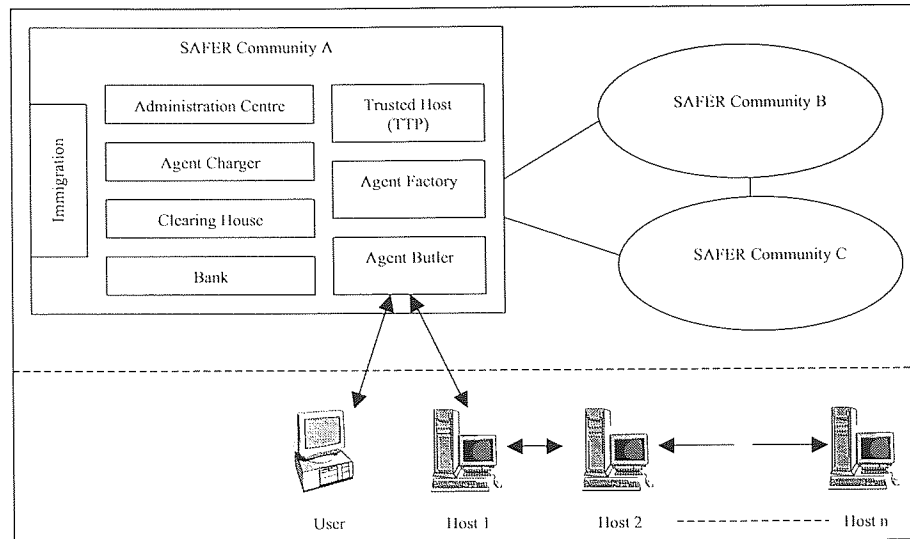 SAFER Community A
Immigration
Administration Centre
Agent Charger
Clearing House
Bank
Trusted Host
(TTP)
Agent Factory
Agent Butler
SAFER Community B
SAFER Community C
User
Host 1
Host 2
Host n